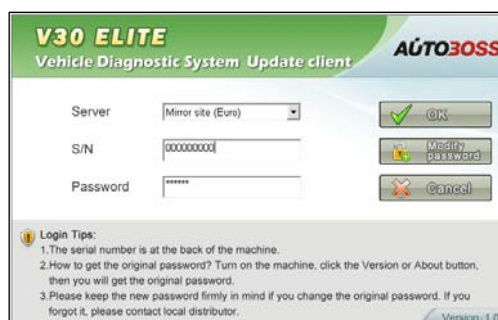 V30 ELITE
Vehicle Diagnostic System Update client
AUTOBOSS
Server
Mirror site (Euro)
OK
S/N
000000000
Modify
password
Password
******
Cancel
Login Tips:
1.The serial number is at the back of the machine.
2.How to get the original password? Turn on the machine, click the Version or About button,
then you will get the original password.
3.Please keep the new password firmly in mind if you change the original password. If you
forgot it, please contact local distributor.
Version:1.0